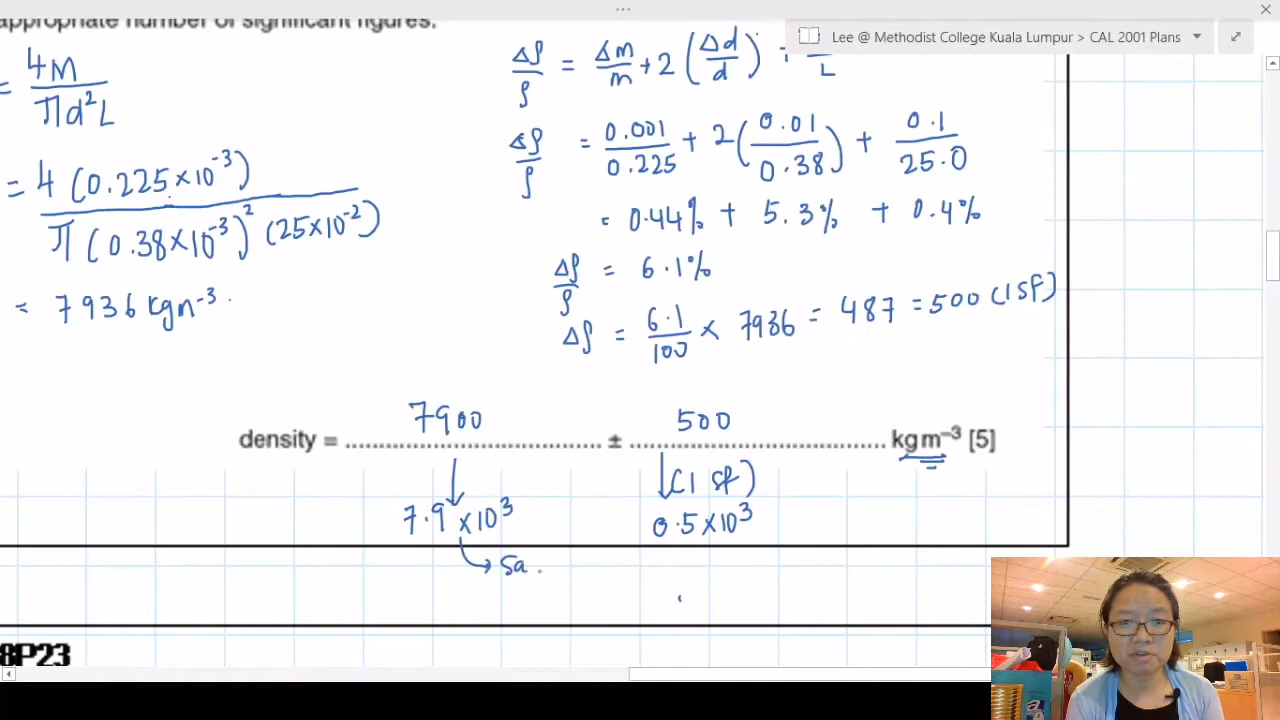 appropriate number of significant figures.
Lee @ Methodist College Kuala Lumpur > CAL 2001 Plans
= 4M / πd²L
= 4 (0.225×10⁻³) / π (0.38×10⁻³)² (25×10⁻²)
= 7936 kgm⁻³.
Δρ/ρ = Δm/m + 2 (Δd/d) + /L
Δρ/ρ = 0.001/0.225 + 2(0.01/0.38) + 0.1/25.0
= 0.44% + 5.3% + 0.4%
Δρ/ρ = 6.1%
Δρ = 6.1/100 × 7936 = 487 = 500 (1 SF)
7900 500
density = ............................................. ± ............................................. kg m⁻³ [5]
(1 SF)
7.9 ×10³ 0.5×10³
→ Sa.
8P23